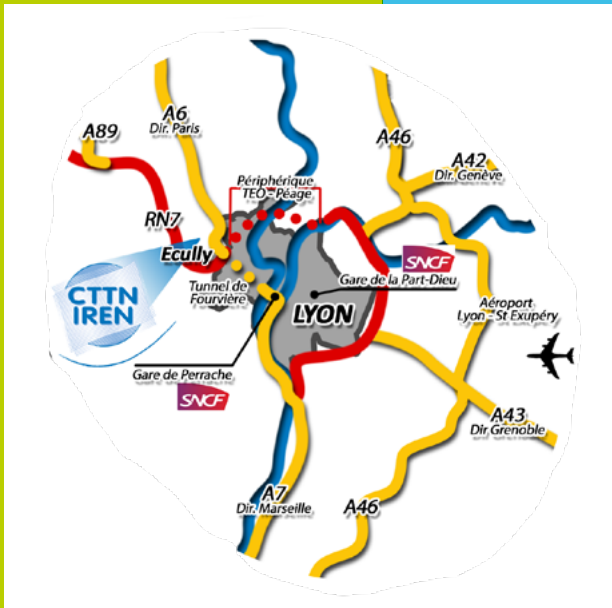 A6
Dir. Paris
A89
A46
A42
Dir. Genève
Périphérique
TEO - Péage
RN7
Ecully
SNCF
Gare de la Part-Dieu
Tunnel de
Fourvière
CTTN
IREN
LYON
Aéroport
Lyon - St Exupéry
Gare de Perrache
SNCF
A43
Dir Grenoble
A7
Dir. Marseille
A46